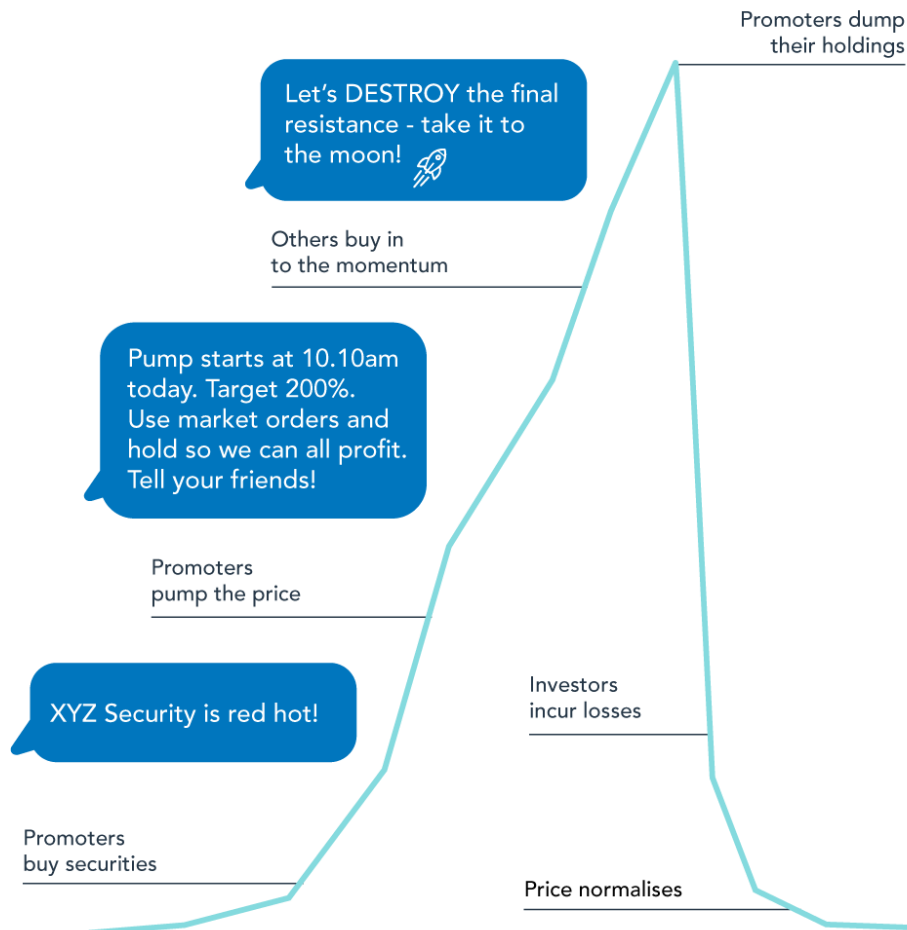 Promoters dump
their holdings
Let's DESTROY the final
resistance - take it to
the moon!
Others buy in
to the momentum
Pump starts at 10.10am
today. Target 200%.
Use market orders and
hold so we can all profit.
Tell your friends!
Promoters
pump the price
XYZ Security is red hot!
Investors
incur losses
Promoters
buy securities
Price normalises